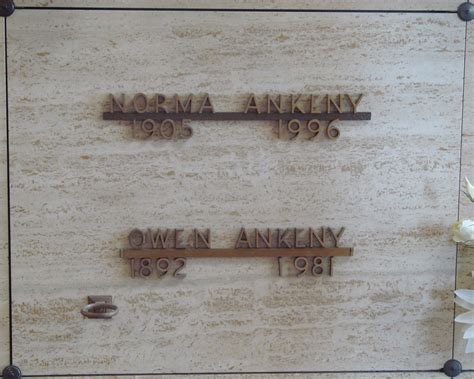 NORMA ANKENY
1905 1996
OWEN ANKENY
1892 1981